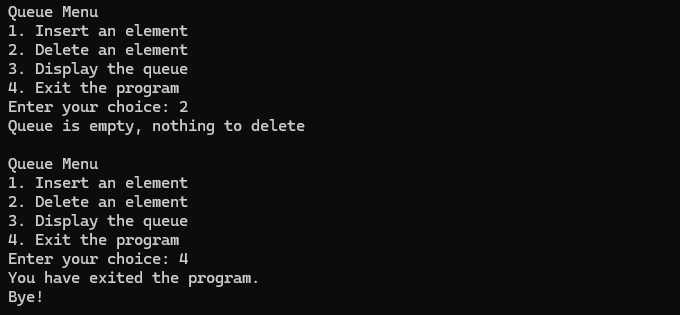 Queue Menu
1. Insert an element
2. Delete an element
3. Display the queue
4. Exit the program
Enter your choice: 2
Queue is empty, nothing to delete

Queue Menu
1. Insert an element
2. Delete an element
3. Display the queue
4. Exit the program
Enter your choice: 4
You have exited the program.
Bye!